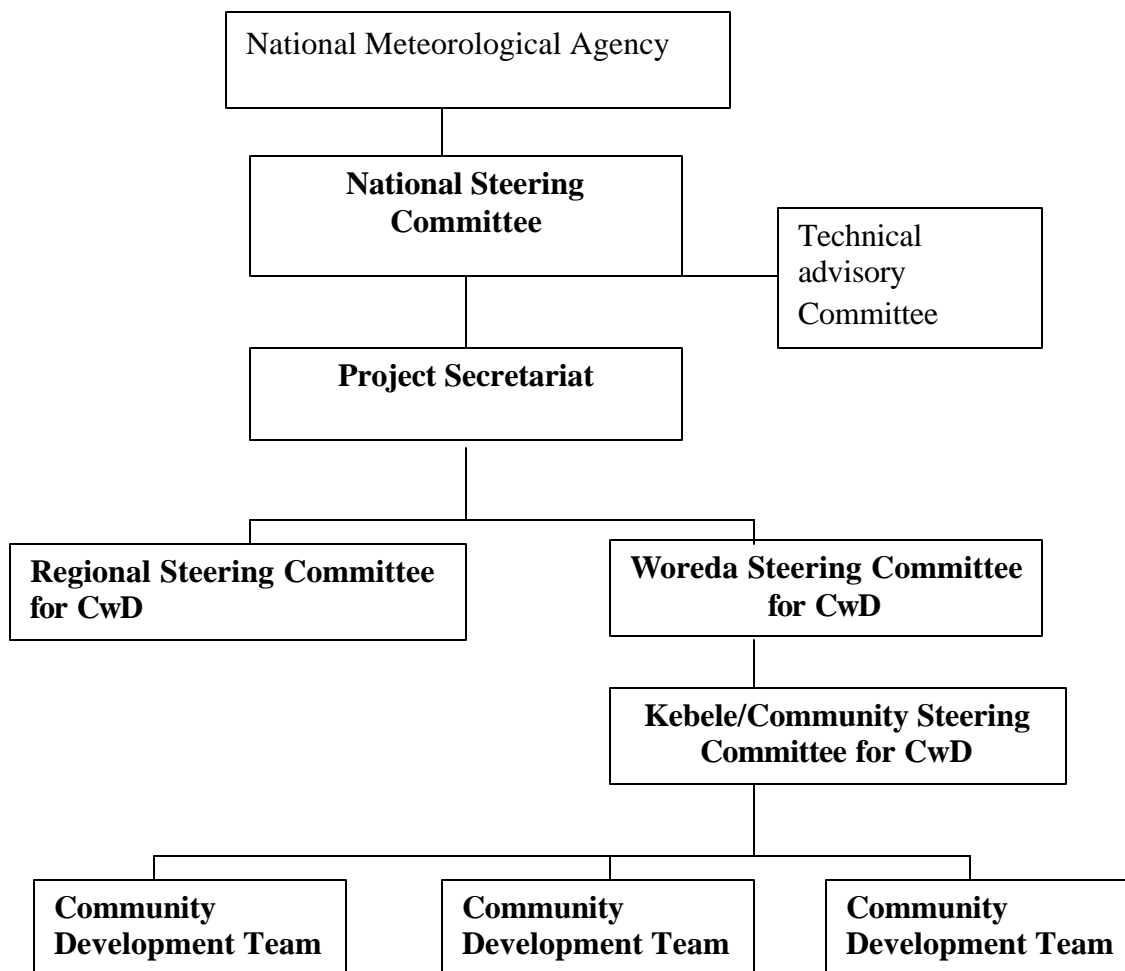 National Meteorological Agency
National Steering
Committee
Technical
advisory
Committee
Project Secretariat
Regional Steering Committee
for CwD
Woreda Steering Committee
for CwD
Kebele/Community Steering
Committee for CwD
Community
Development Team
Community
Development Team
Community
Development Team